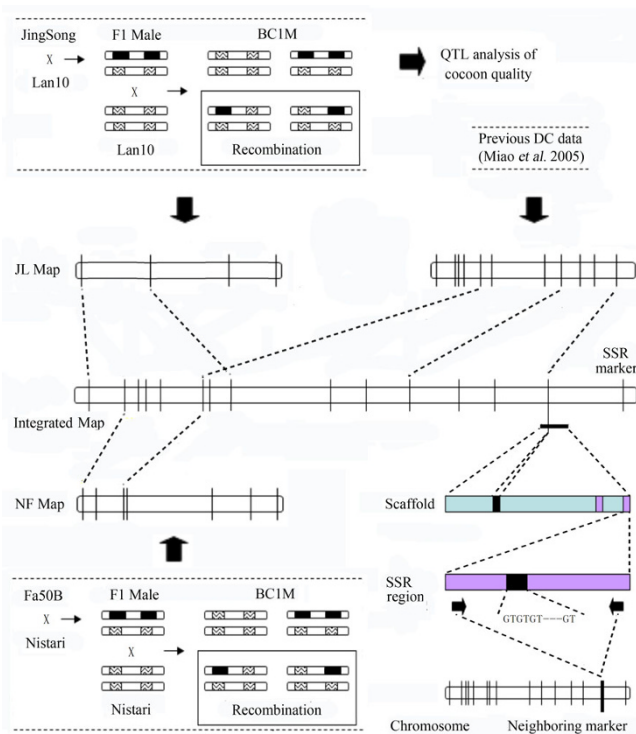 JingSong
F1 Male
BC1M
X
Lan10
X
Lan10
Recombination
QTL analysis of
cocoon quality
Previous DC data
(Miao et al. 2005)
JL Map
SSR
marker
Integrated Map
NF Map
Scaffold
SSR
region
GTGTGT---GT
Chromosome
Neighboring marker
Fa50B
F1 Male
BC1M
X
Nistari
X
Nistari
Recombination